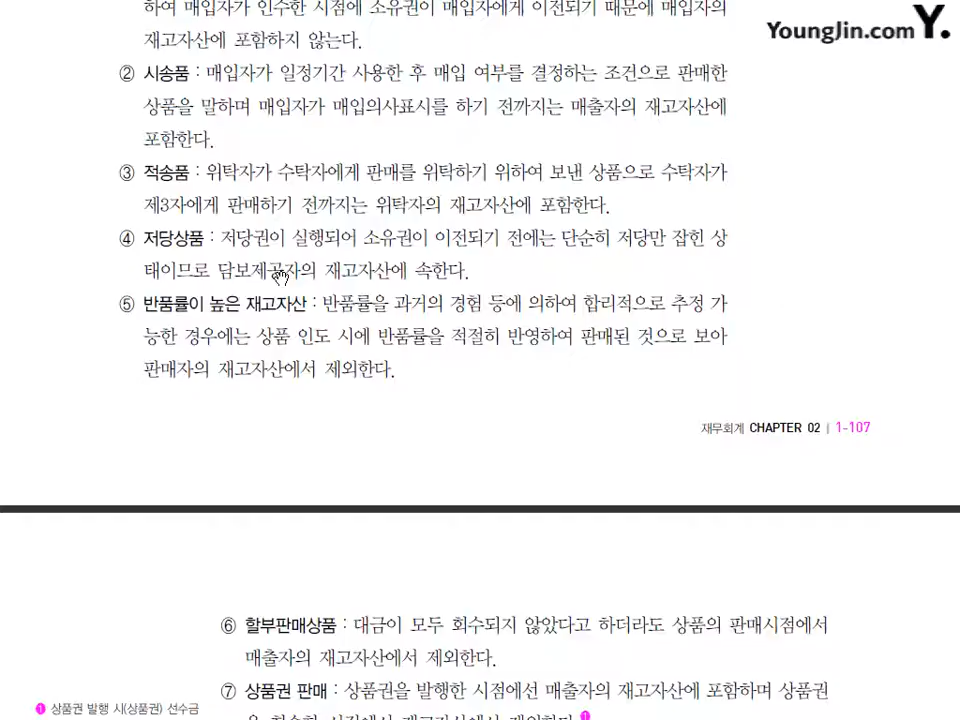 하여 매입자가 인수한 시점에 소유권이 매입자에게 이전되기 때문에 매입자의
재고자산에 포함하지 않는다.
② 시송품 : 매입자가 일정기간 사용한 후 매입 여부를 결정하는 조건으로 판매한
상품을 말하며 매입자가 매입의사표시를 하기 전까지는 매출자의 재고자산에
포함한다.
③ 적송품 : 위탁자가 수탁자에게 판매를 위탁하기 위하여 보낸 상품으로 수탁자가
제3자에게 판매하기 전까지는 위탁자의 재고자산에 포함한다.
④ 저당상품 : 저당권이 실행되어 소유권이 이전되기 전에는 단순히 저당만 잡힌 상
태이므로 담보제공자의 재고자산에 속한다.
⑤ 반품률이 높은 재고자산 : 반품률을 과거의 경험 등에 의하여 합리적으로 추정 가
능한 경우에는 상품 인도 시에 반품률을 적절히 반영하여 판매된 것으로 보아
판매자의 재고자산에서 제외한다.
재무회계 CHAPTER 02 | 1-107
⑥ 할부판매상품 : 대금이 모두 회수되지 않았다고 하더라도 상품의 판매시점에서
매출자의 재고자산에서 제외한다.
⑦ 상품권 판매 : 상품권을 발행한 시점에선 매출자의 재고자산에 포함하며 상품권
❶ 상품권 발행 시(상품권) 선수금
YoungJin.com Y.